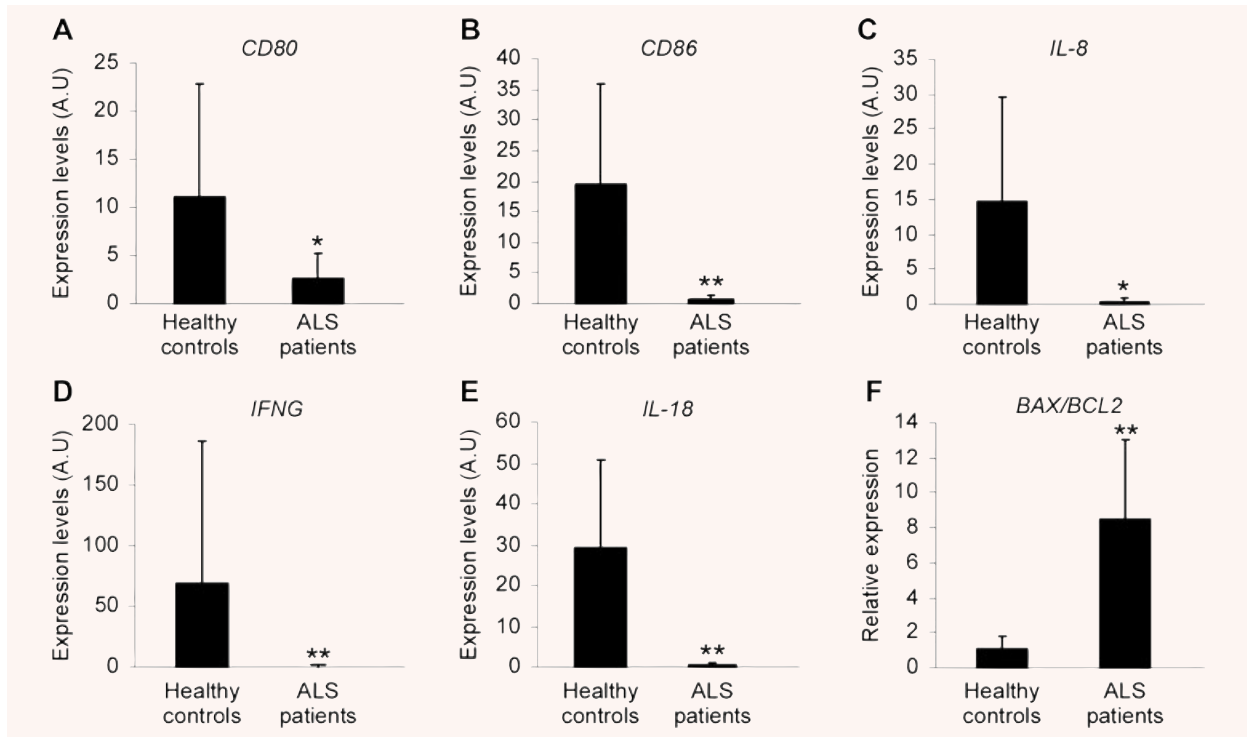 A
CD80
Expression levels (A.U)
25
20
15
10
5
0
*
Healthy
controls
ALS
patients
B
CD86
Expression levels (A.U)
40
35
30
25
20
15
10
5
0
**
Healthy
controls
ALS
patients
C
IL-8
Expression levels (A.U)
35
30
25
20
15
10
5
0
*
Healthy
controls
ALS
patients
D
IFNG
Expression levels (A.U)
200
150
100
50
0
**
Healthy
controls
ALS
patients
E
IL-18
Expression levels (A.U)
60
50
40
30
20
10
0
**
Healthy
controls
ALS
patients
F
BAX/BCL2
Relative expression
14
12
10
8
6
4
2
0
**
Healthy
controls
ALS
patients